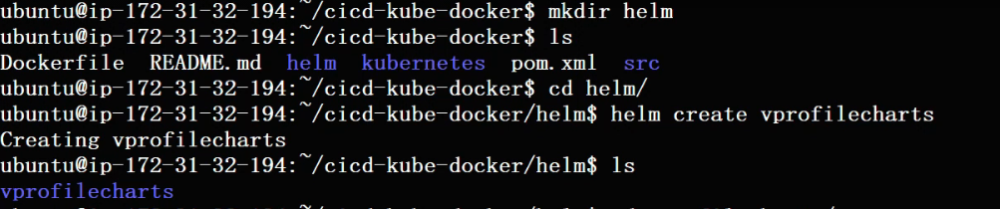 ubuntu@ip-172-31-32-194:~/cicd-kube-docker$ mkdir helm
ubuntu@ip-172-31-32-194:~/cicd-kube-docker$ ls
Dockerfile  README.md  helm  kubernetes  pom.xml  src
ubuntu@ip-172-31-32-194:~/cicd-kube-docker$ cd helm/
ubuntu@ip-172-31-32-194:~/cicd-kube-docker/helm$ helm create vprofilecharts
Creating vprofilecharts
ubuntu@ip-172-31-32-194:~/cicd-kube-docker/helm$ ls
vprofilecharts